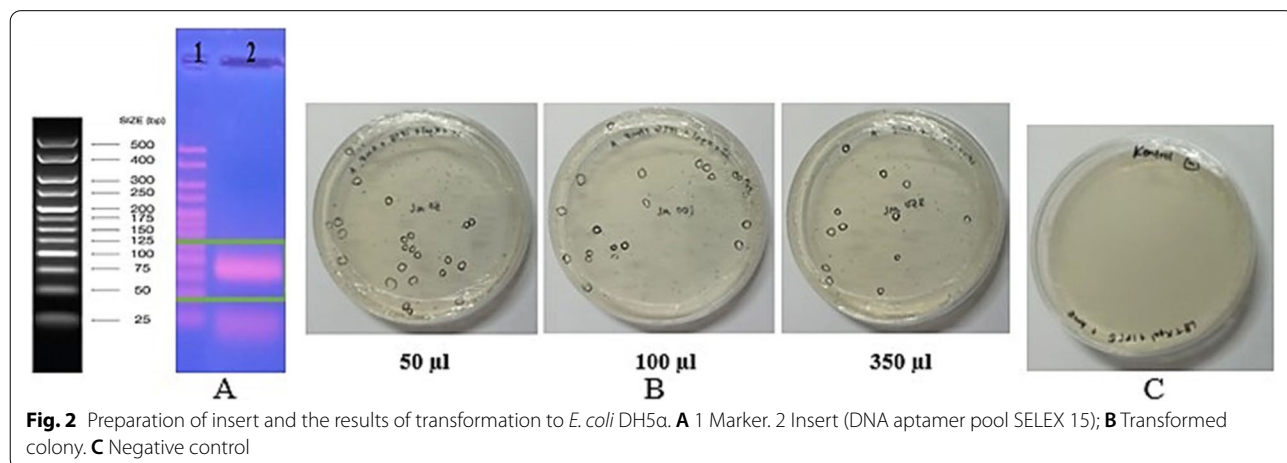 1 2
SIZE (bp)
500
400
300
250
200
175
150
125
100
75
50
25
A
50 µl
100 µl
350 µl
B
Kontrol ⊖
C
Fig. 2 Preparation of insert and the results of transformation to E. coli DH5α. A 1 Marker. 2 Insert (DNA aptamer pool SELEX 15); B Transformed
colony. C Negative control